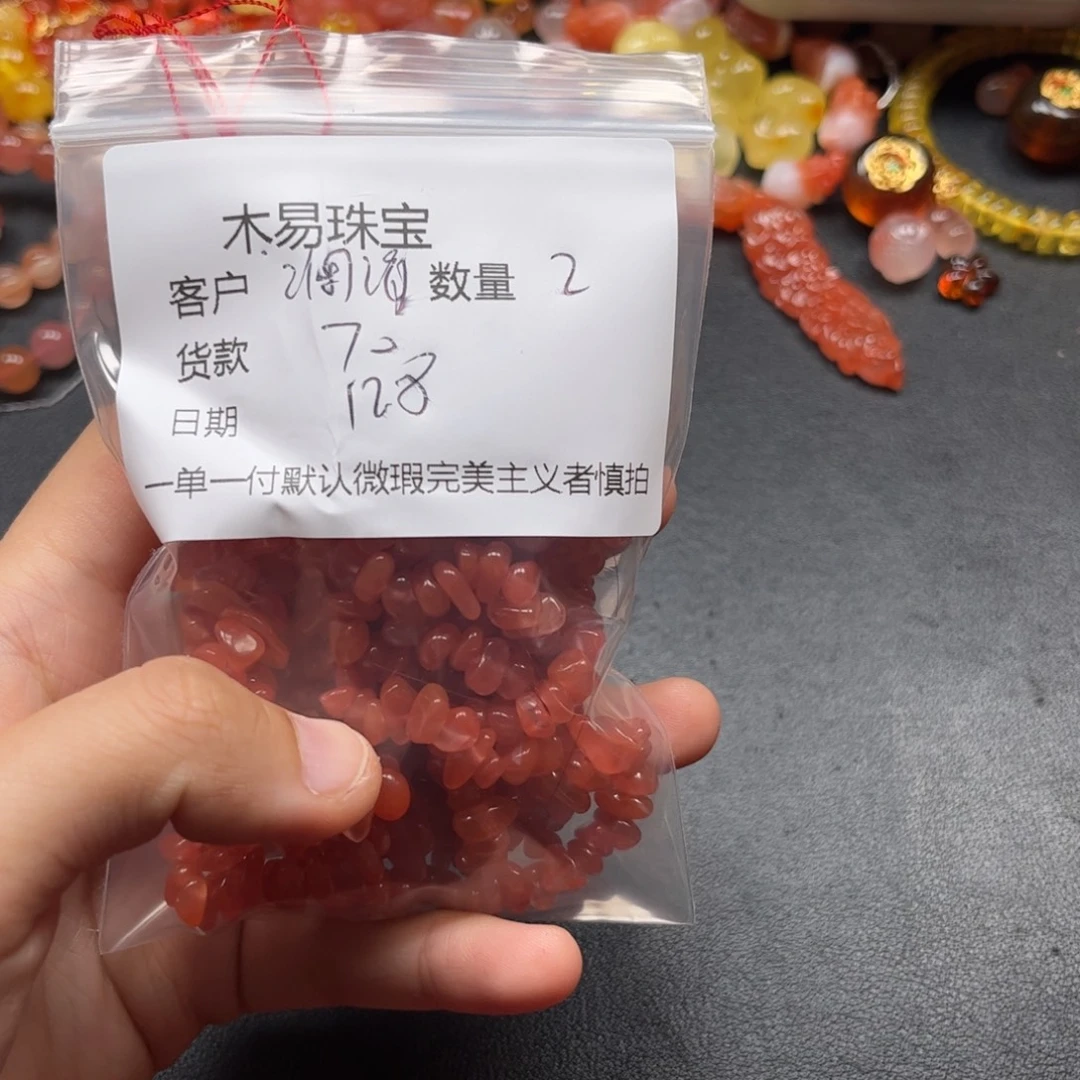 木易珠宝
客户 数量 2
货款 70
日期 128
一单一付默认微瑕完美主义者慎拍